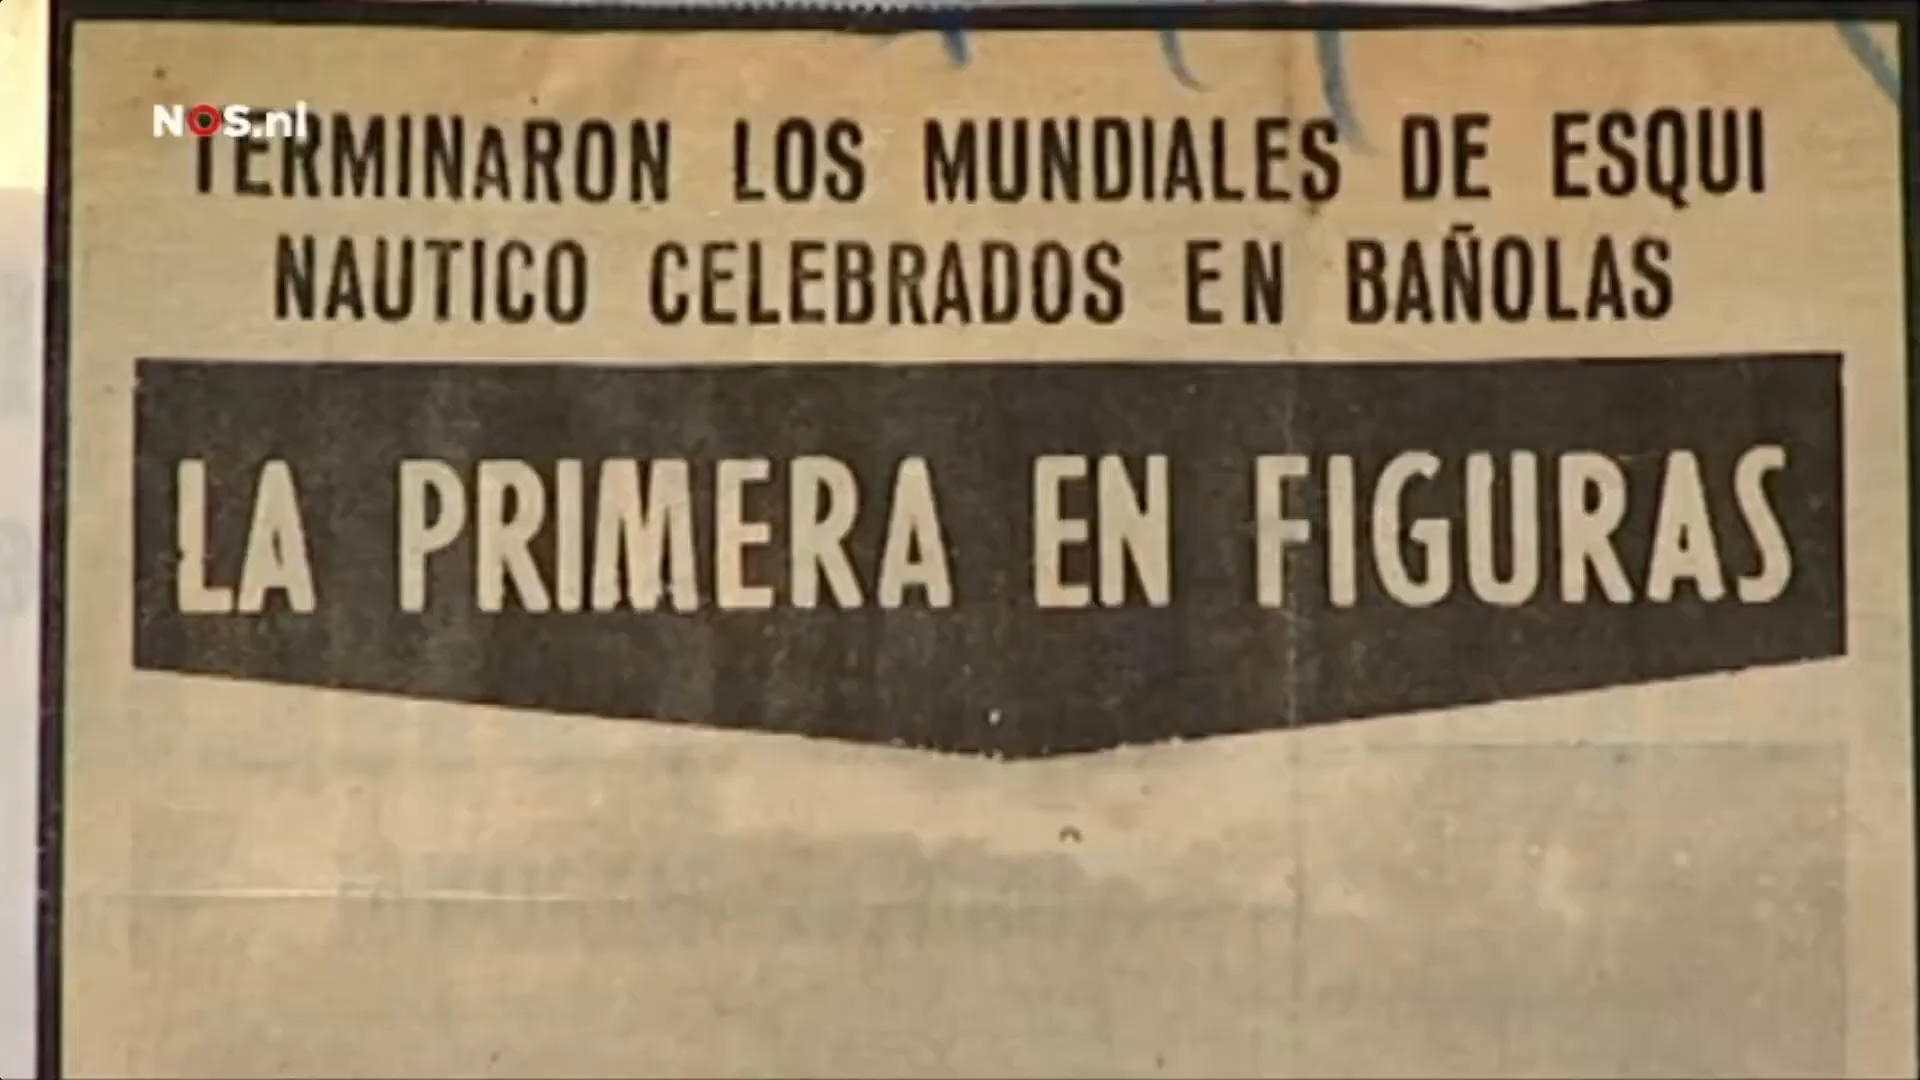 NOS.nl
TERMINARON LOS MUNDIALES DE ESQUI
NAUTICO CELEBRADOS EN BAÑOLAS
LA PRIMERA EN FIGURAS